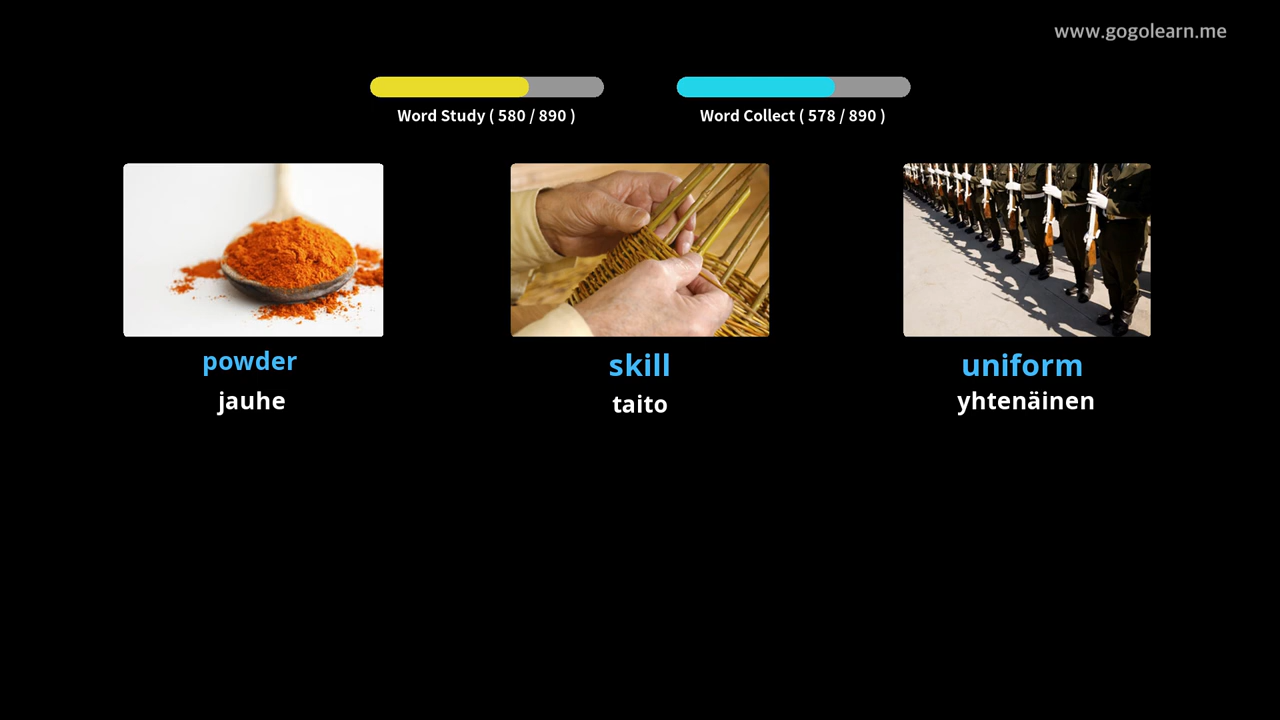 www.gogolearn.me
Word Study ( 580 / 890 )
Word Collect ( 578 / 890 )
powder
jauhe
skill
taito
uniform
yhtenäinen